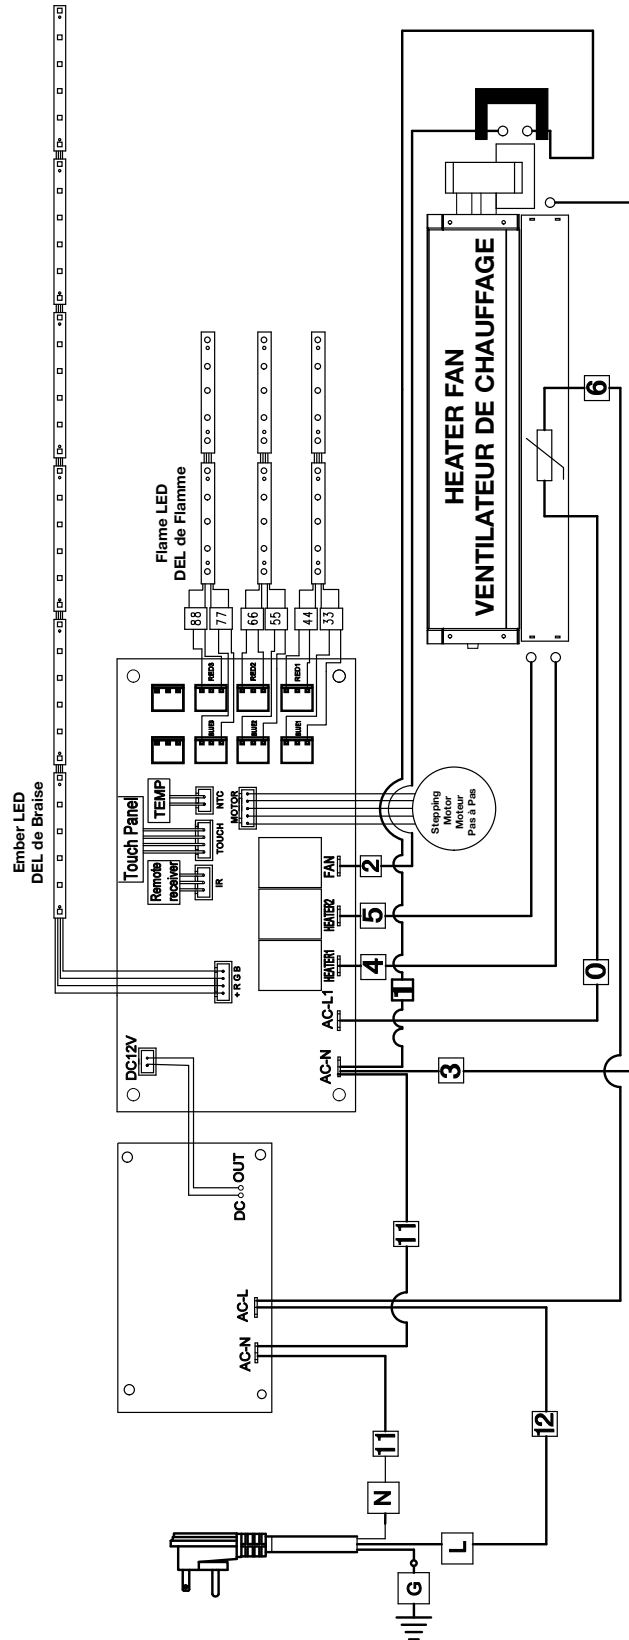 Ember LED
DEL de Braise
Flame LED
DEL de Flamme
HEATER FAN
VENTILATEUR DE CHAUFFAGE
6
88
77
66
55
44
33
RED3
RED2
RED1
BLUE3
BLUE2
BLUE1
Touch Panel
TEMP
Remote
receiver
NTC
TOUCH
IR
MOTOR
Stepping
Motor
Moteur
Pas à Pas
FAN
HEATER2
HEATER1
2
5
4
1
0
+ R G B
DC12V
AC-L1
AC-N
3
DC OUT
AC-L
AC-N
11
12
11
N
L
G